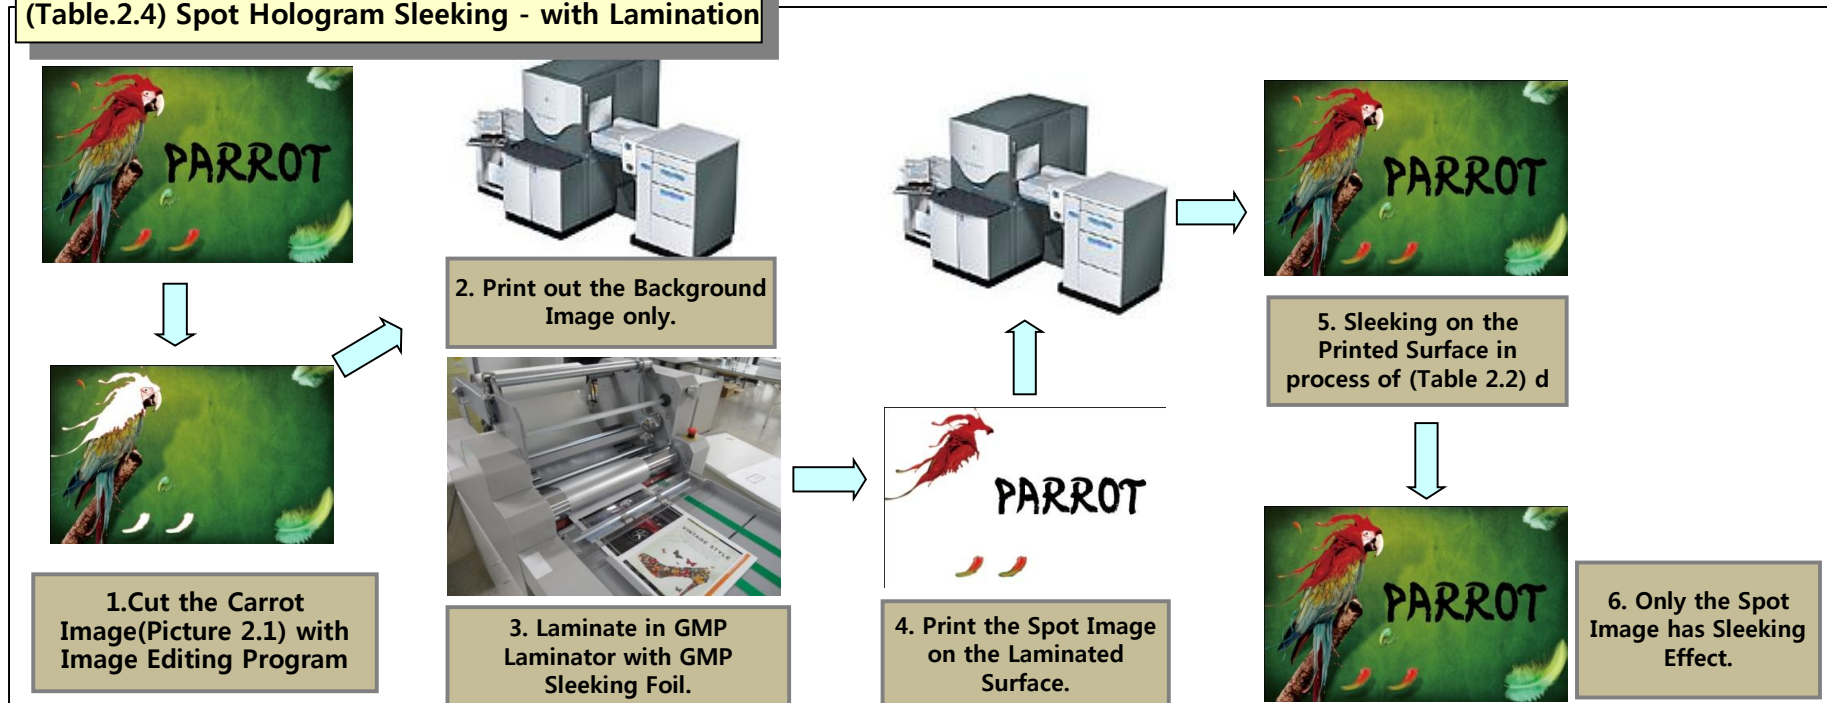 (Table.2.4) Spot Hologram Sleeking - with Lamination
PARROT
2. Print out the Background
Image only.
1.Cut the Carrot
Image(Picture 2.1) with
Image Editing Program
VINTAGE STYLE
3. Laminate in GMP
Laminator with GMP
Sleeking Foil.
PARROT
4. Print the Spot Image
on the Laminated
Surface.
PARROT
5. Sleeking on the
Printed Surface in
process of (Table 2.2) d
PARROT
6. Only the Spot
Image has Sleeking
Effect.